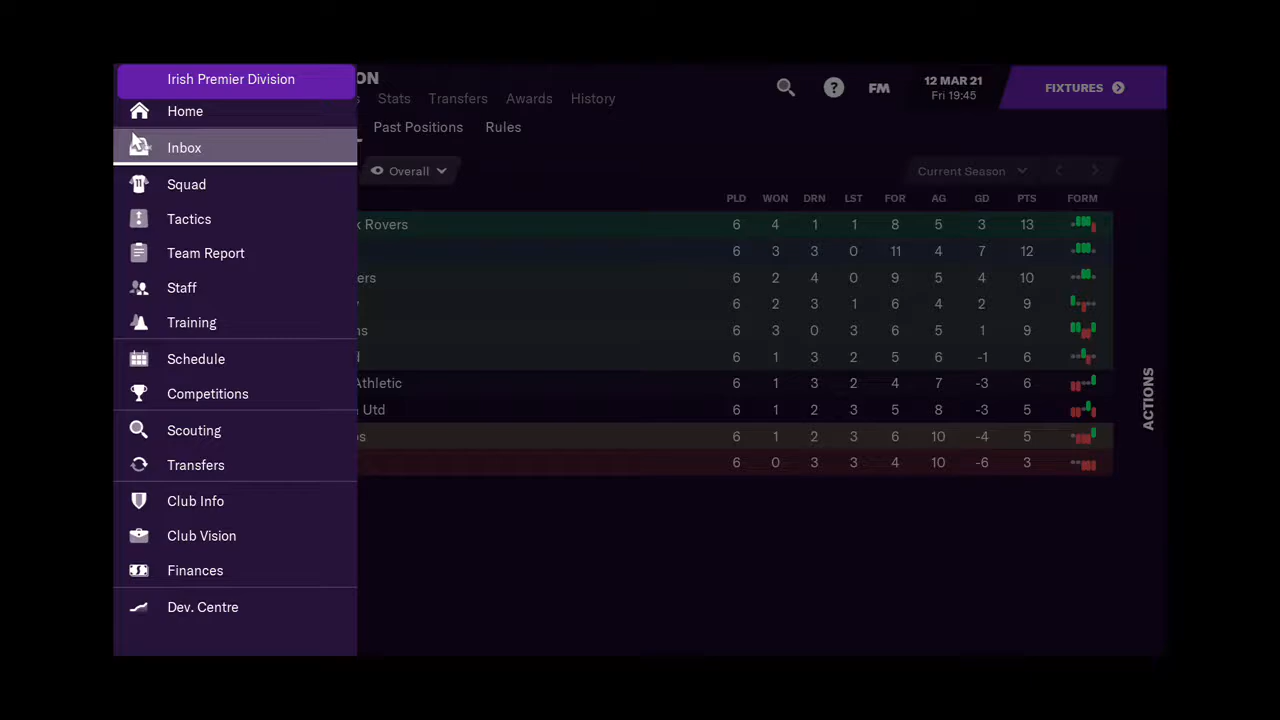 Irish Premier Division
ON
12 MAR 21
Fri 19:45
FIXTURES
FM
?
Home
Stats
Transfers
Awards
History
Inbox
Past Positions
Rules
Overall
Current Season
Squad
PLD WON DRN LST FOR AG GD PTS FORM
Tactics
k Rovers 6 4 1 1 8 5 3 13
Team Report
6 3 3 0 11 4 7 12
Staff
ers 6 2 4 0 9 5 4 10
6 2 3 1 6 4 2 9
Training
ns 6 3 0 3 6 5 1 9
Schedule
6 1 3 2 5 6 -1 6
Competitions
Athletic 6 1 3 2 4 7 -3 6
Utd 6 1 2 3 5 8 -3 5
Scouting
os 6 1 2 3 6 10 -4 5
Transfers
6 0 3 3 4 10 -6 3
ACTIONS
Club Info
Club Vision
Finances
Dev. Centre